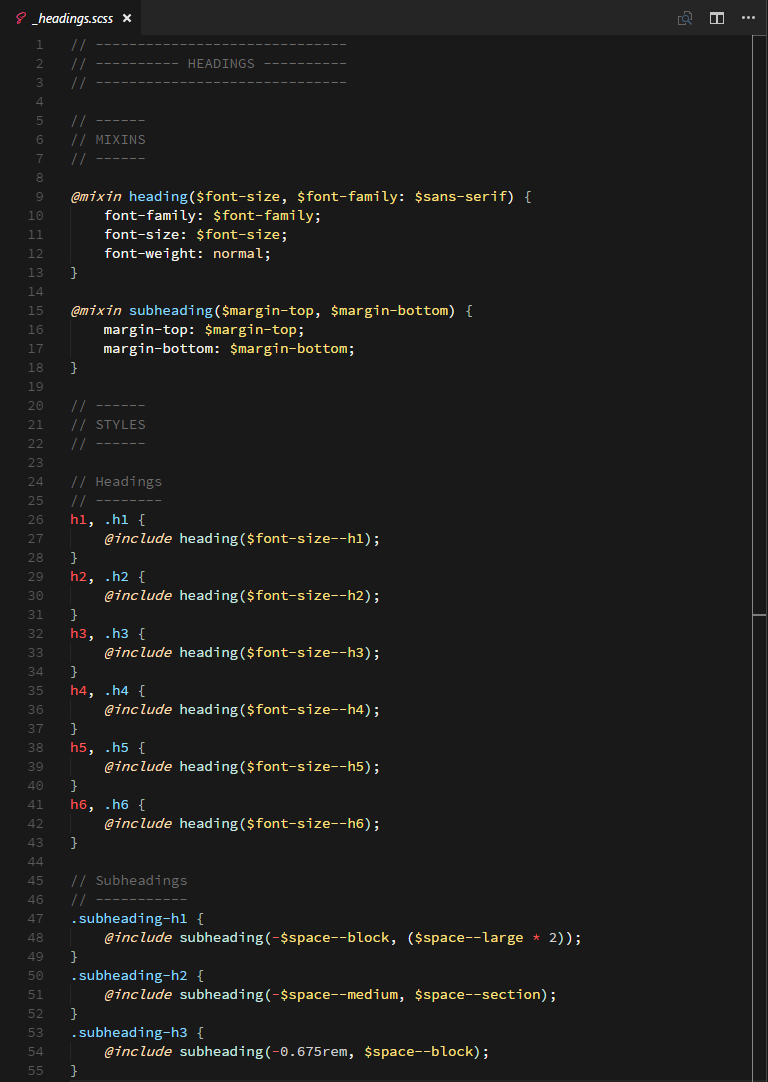 _headings.scss ×
1 // ------------------------------
2 // ---------- HEADINGS ----------
3 // ------------------------------
4
5 // ------
6 // MIXINS
7 // ------
8
9 @mixin heading($font-size, $font-family: $sans-serif) {
10     font-family: $font-family;
11     font-size: $font-size;
12     font-weight: normal;
13 }
14
15 @mixin subheading($margin-top, $margin-bottom) {
16     margin-top: $margin-top;
17     margin-bottom: $margin-bottom;
18 }
19
20 // ------
21 // STYLES
22 // ------
23
24 // Headings
25 // --------
26 h1, .h1 {
27     @include heading($font-size--h1);
28 }
29 h2, .h2 {
30     @include heading($font-size--h2);
31 }
32 h3, .h3 {
33     @include heading($font-size--h3);
34 }
35 h4, .h4 {
36     @include heading($font-size--h4);
37 }
38 h5, .h5 {
39     @include heading($font-size--h5);
40 }
41 h6, .h6 {
42     @include heading($font-size--h6);
43 }
44
45 // Subheadings
46 // -----------
47 .subheading-h1 {
48     @include subheading(-$space--block, ($space--large * 2));
49 }
50 .subheading-h2 {
51     @include subheading(-$space--medium, $space--section);
52 }
53 .subheading-h3 {
54     @include subheading(-0.675rem, $space--block);
55 }